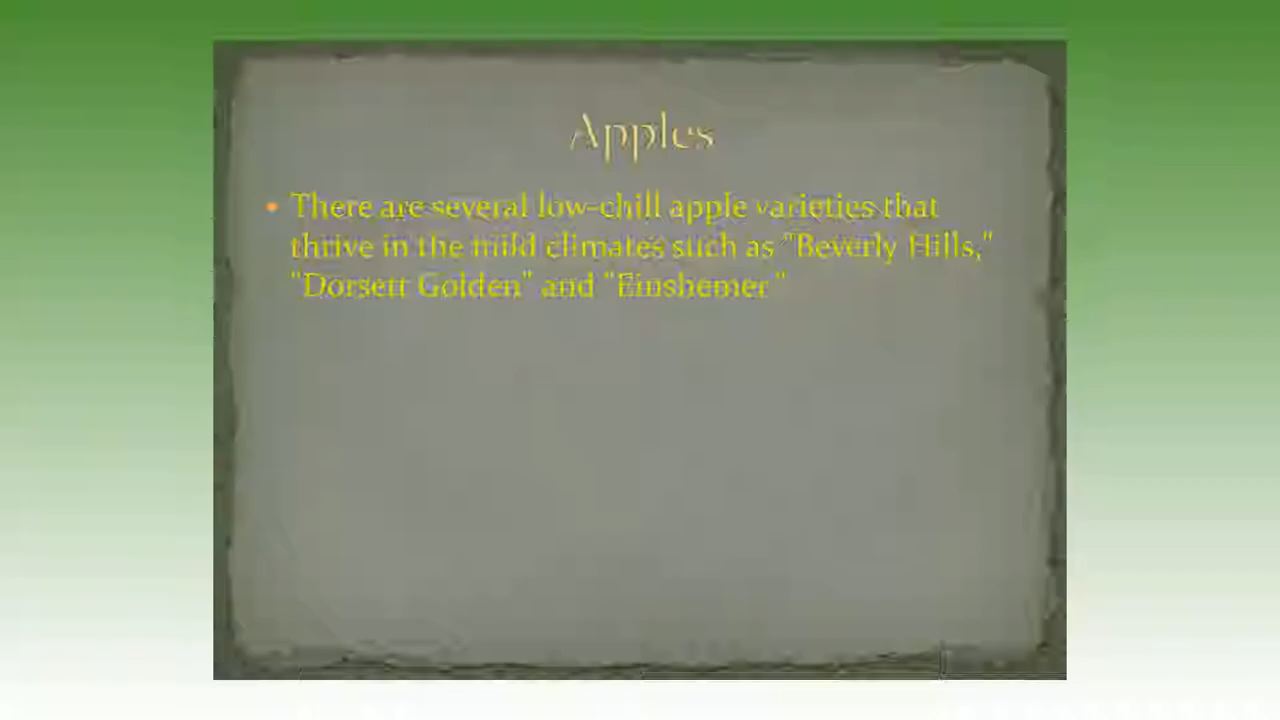 Apples
• There are several low-chill apple varieties that
thrive in the mild climates such as "Beverly Hills,"
"Dorsett Golden" and "Einshemer"